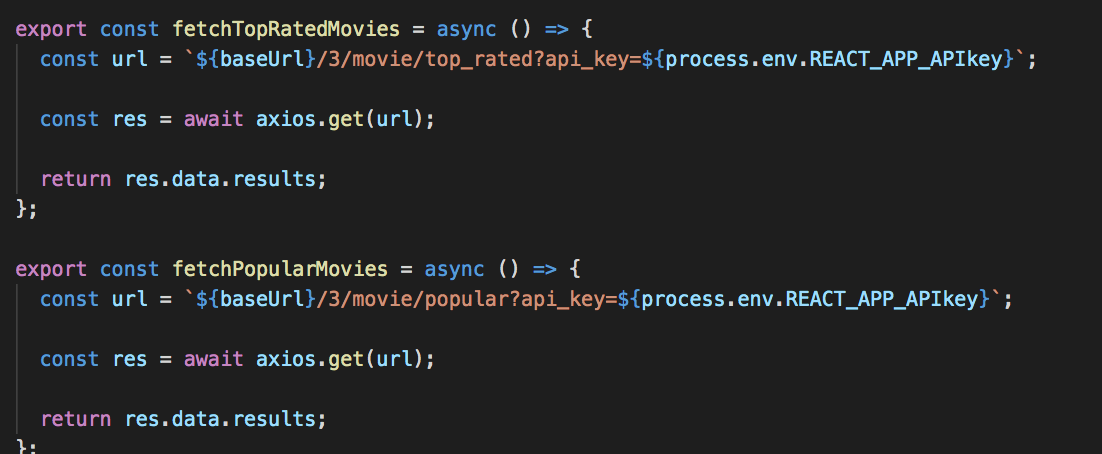 export const fetchTopRatedMovies = async () => {
  const url = `${baseUrl}/3/movie/top_rated?api_key=${process.env.REACT_APP_APIkey}`;
  const res = await axios.get(url);
  return res.data.results;
};
export const fetchPopularMovies = async () => {
  const url = `${baseUrl}/3/movie/popular?api_key=${process.env.REACT_APP_APIkey}`;
  const res = await axios.get(url);
  return res.data.results;
};